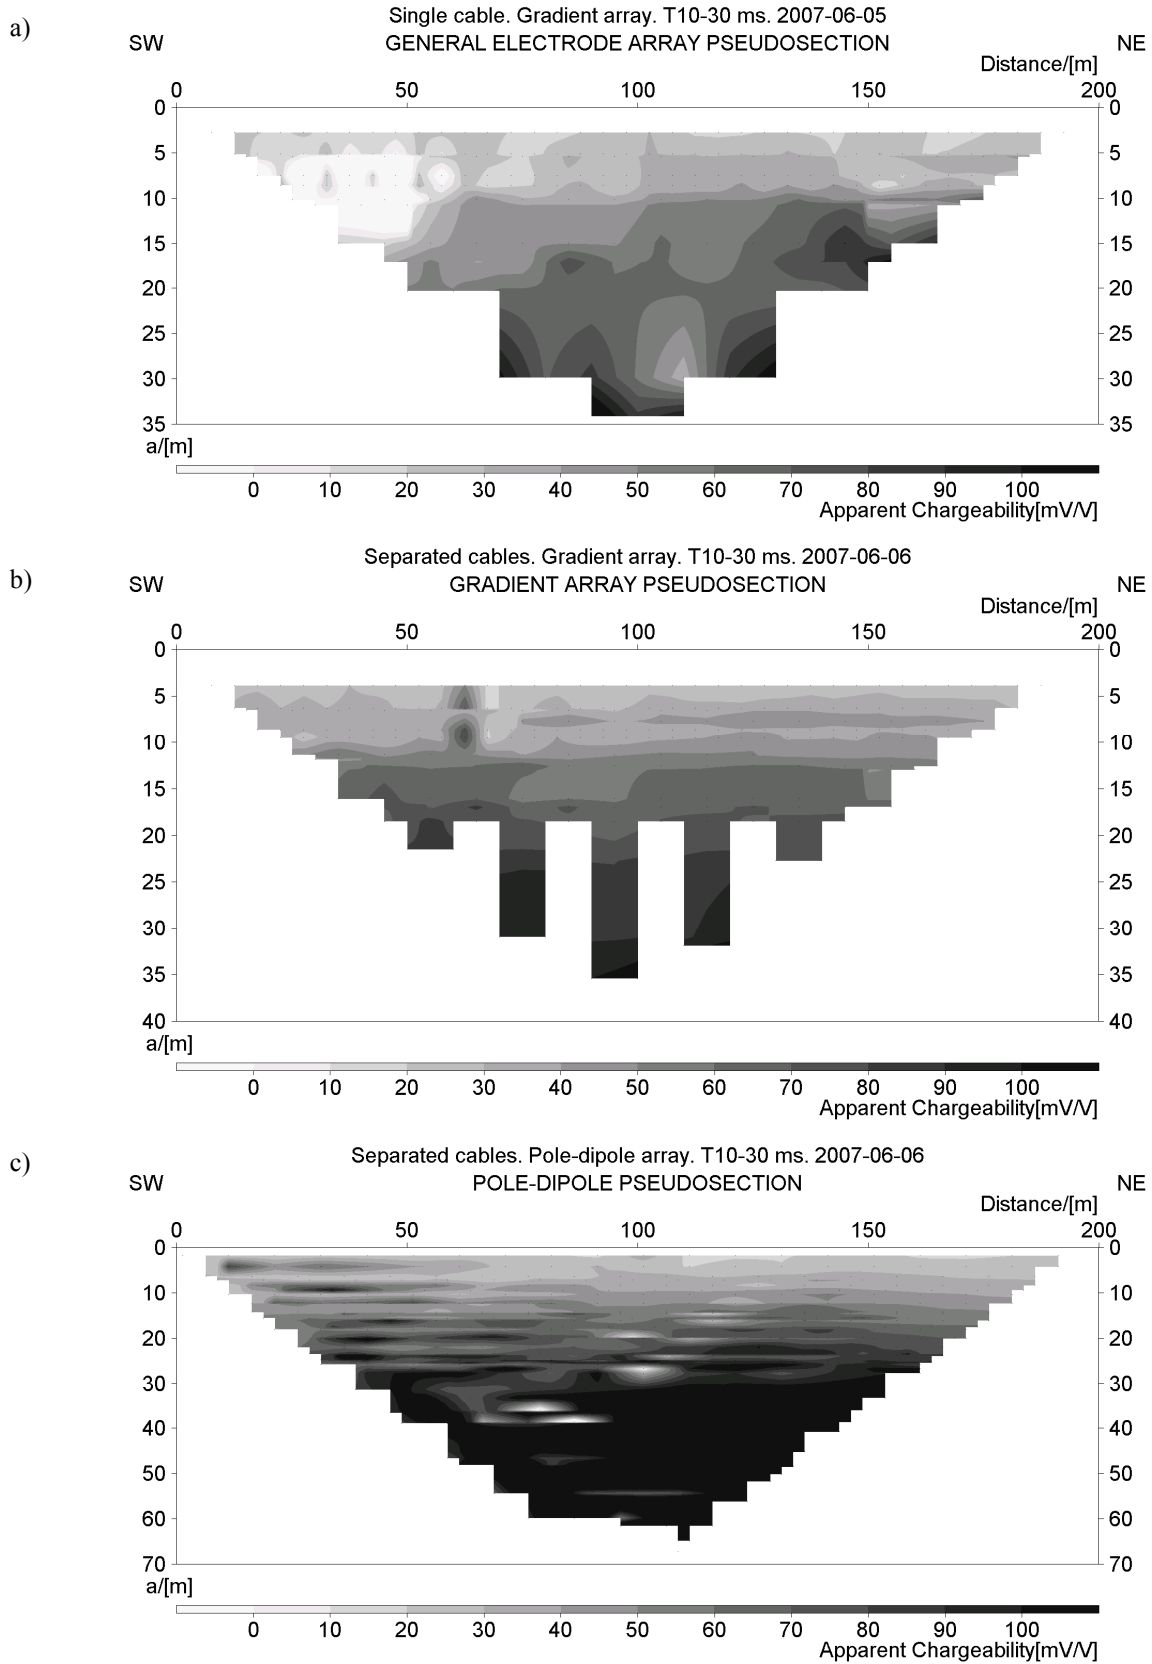 a)
Single cable. Gradient array. T10-30 ms. 2007-06-05
SW GENERAL ELECTRODE ARRAY PSEUDOSECTION NE
Distance/[m]
0 50 100 150 200
0 0
5 5
10 10
15 15
20 20
25 25
30 30
35 35
a/[m]
0 10 20 30 40 50 60 70 80 90 100
Apparent Chargeability[mV/V]
b)
Separated cables. Gradient array. T10-30 ms. 2007-06-06
SW GRADIENT ARRAY PSEUDOSECTION NE
Distance/[m]
0 50 100 150 200
0 0
5 5
10 10
15 15
20 20
25 25
30 30
35 35
40 40
a/[m]
0 10 20 30 40 50 60 70 80 90 100
Apparent Chargeability[mV/V]
c)
Separated cables. Pole-dipole array. T10-30 ms. 2007-06-06
SW POLE-DIPOLE PSEUDOSECTION NE
Distance/[m]
0 50 100 150 200
0 0
10 10
20 20
30 30
40 40
50 50
60 60
70 70
a/[m]
0 10 20 30 40 50 60 70 80 90 100
Apparent Chargeability[mV/V]